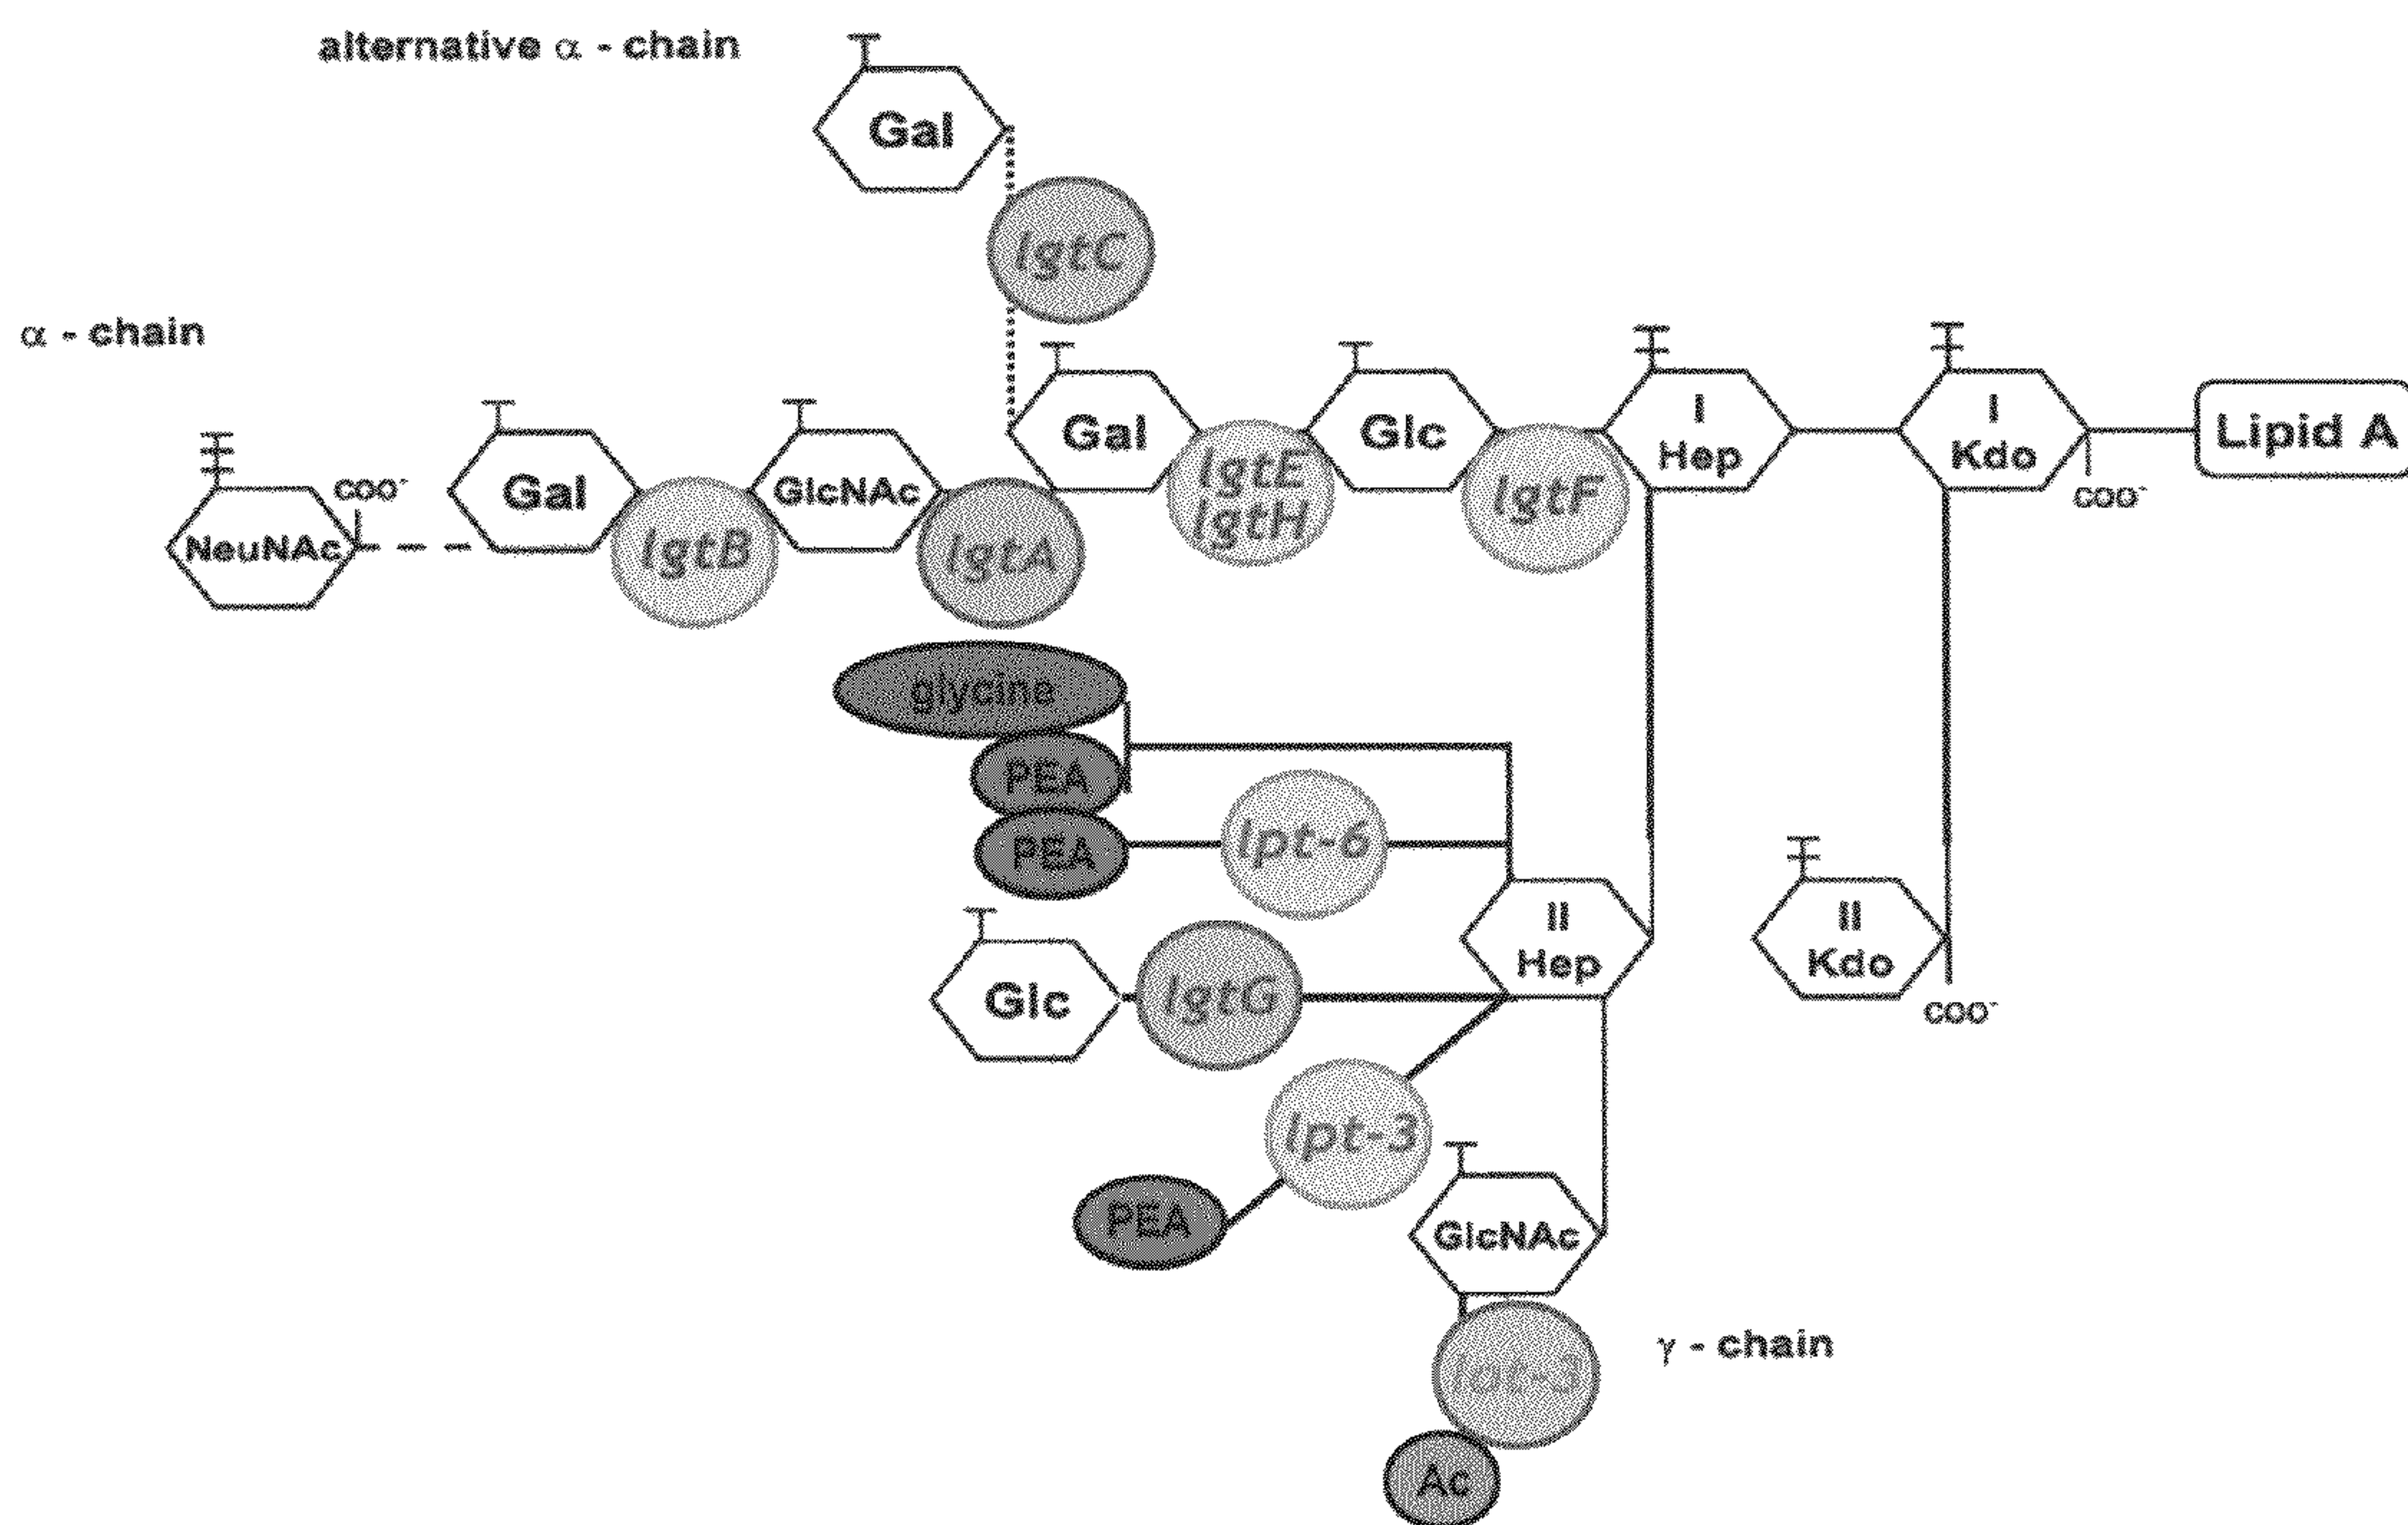 alternative α - chain
Gal
lgtC
α - chain
NeuNAc
COO⁻
Gal
lgtB
GlcNAc
lgtA
Gal
lgtE
lgtH
Glc
lgtF
I
Hep
I
Kdo
COO⁻
Lipid A
glycine
PEA
PEA
lpt-6
II
Hep
II
Kdo
COO⁻
Glc
lgtG
lpt-3
PEA
GlcNAc
γ - chain
Ac